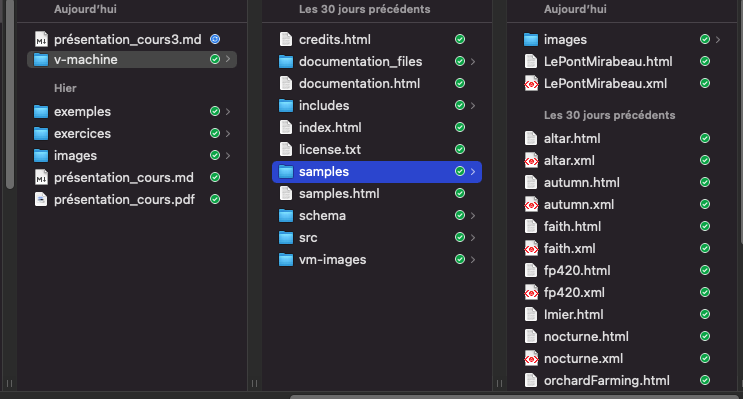 Aujourd'hui
présentation_cours3.md
v-machine
Hier
exemples
exercices
images
présentation_cours.md
présentation_cours.pdf
Les 30 jours précédents
credits.html
documentation_files
documentation.html
includes
index.html
license.txt
samples
samples.html
schema
src
vm-images
Aujourd'hui
images
LePontMirabeau.html
LePontMirabeau.xml
Les 30 jours précédents
altar.html
altar.xml
autumn.html
autumn.xml
faith.html
faith.xml
fp420.html
fp420.xml
lmier.html
nocturne.html
nocturne.xml
orchardFarming.html